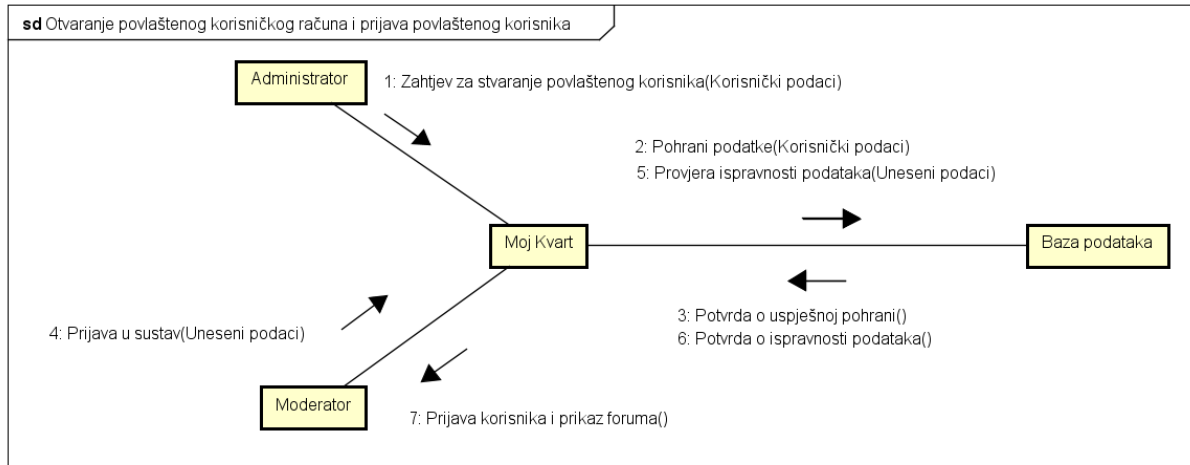 sd Otvaranje povlaštenog korisničkog računa i prijava povlaštenog korisnika
Administrator
1: Zahtjev za stvaranje povlaštenog korisnika(Korisnički podaci)
2: Pohrani podatke(Korisnički podaci)
5: Provjera ispravnosti podataka(Uneseni podaci)
Moj Kvart
Baza podataka
3: Potvrda o uspješnoj pohrani()
6: Potvrda o ispravnosti podataka()
4: Prijava u sustav(Uneseni podaci)
Moderator
7: Prijava korisnika i prikaz foruma()